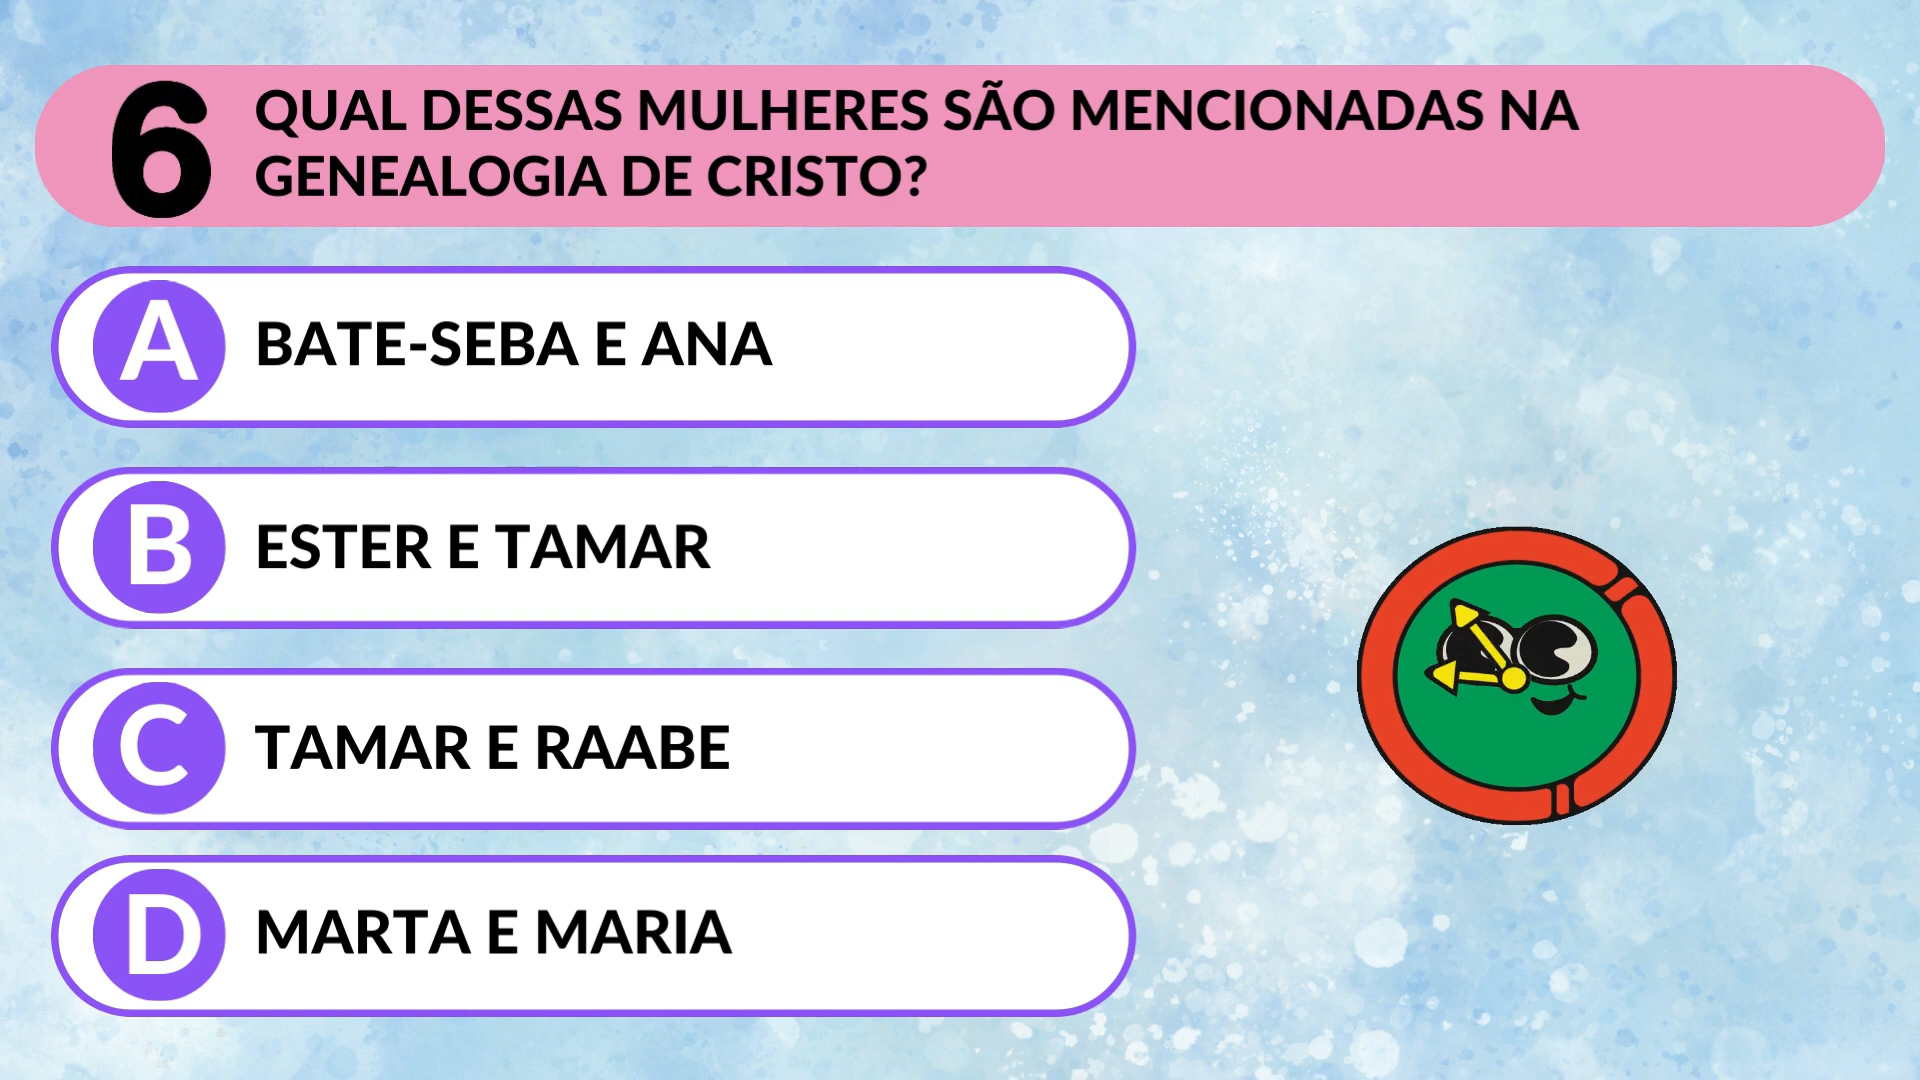 6
QUAL DESSAS MULHERES SÃO MENCIONADAS NA
GENEALOGIA DE CRISTO?
A
BATE-SEBA E ANA
B
ESTER E TAMAR
C
TAMAR E RAABE
D
MARTA E MARIA